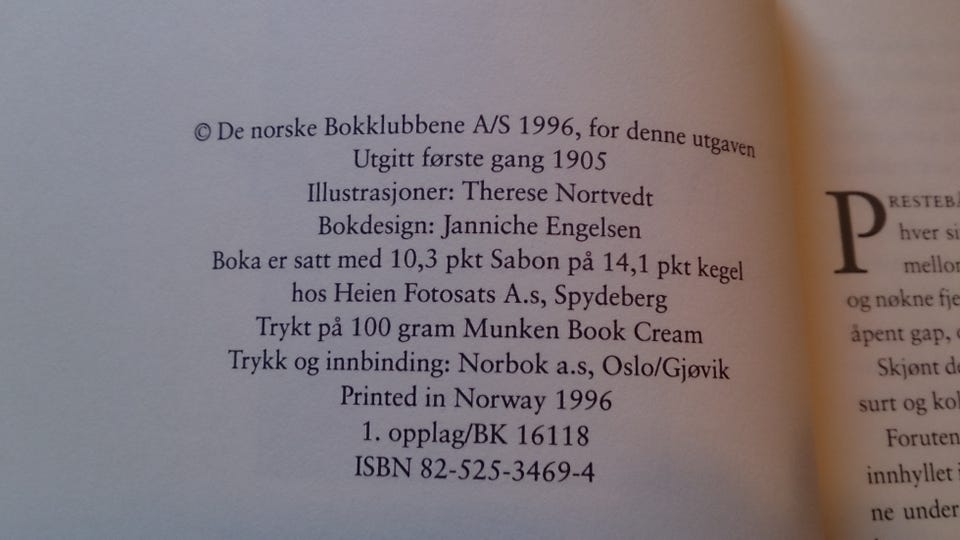 © De norske Bokklubbene A/S 1996, for denne utgaven
Utgitt første gang 1905
Illustrasjoner: Therese Nortvedt
Bokdesign: Janniche Engelsen
Boka er satt med 10,3 pkt Sabon på 14,1 pkt kegel
hos Heien Fotosats A.s, Spydeberg
Trykt på 100 gram Munken Book Cream
Trykk og innbinding: Norbok a.s, Oslo/Gjøvik
Printed in Norway 1996
1. opplag/BK 16118
ISBN 82-525-3469-4
hver
og nøkne
åpent gap,
Skjønt
surt og
Foruten
innhyllet
ne under